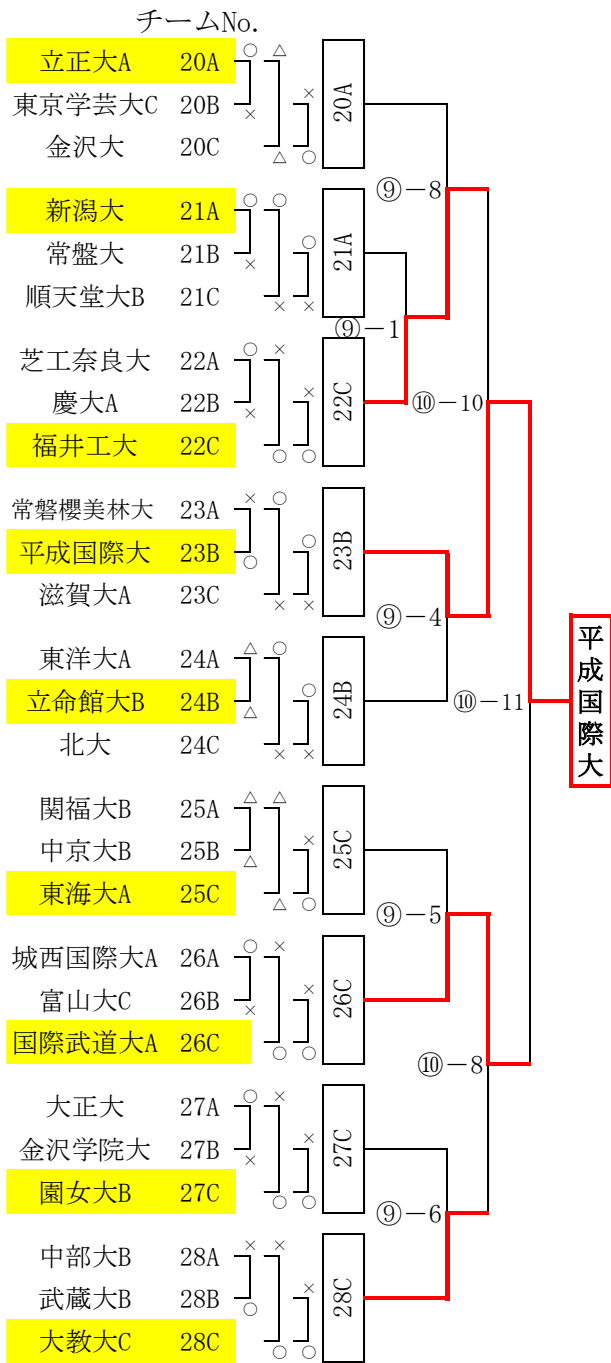 チームNo.
立正大A 20A ○ △
東京学芸大C 20B × × 20A
金沢大 20C △ ○
⑨-8
新潟大 21A ○ ○
常盤大 21B × ○ 21A
順天堂大B 21C × ×
⑨-1
芝工奈良大 22A ○ ×
慶大A 22B × × 22C
福井工大 22C ○ ○
⑩-10
常磐櫻美林大 23A × ○
平成国際大 23B ○ ○ 23B
滋賀大A 23C × ×
⑨-4
東洋大A 24A △ ○
立命館大B 24B △ ○ 24B
北大 24C × ×
⑩-11
平成国際大
関福大B 25A △ △
中京大B 25B △ × 25C
東海大A 25C △ ○
⑨-5
城西国際大A 26A ○ ×
富山大C 26B × × 26C
国際武道大A 26C ○ ○
⑩-8
大正大 27A ○ ×
金沢学院大 27B × × 27C
園女大B 27C ○ ○
⑨-6
中部大B 28A × ×
武蔵大B 28B ○ × 28C
大教大C 28C ○ ○